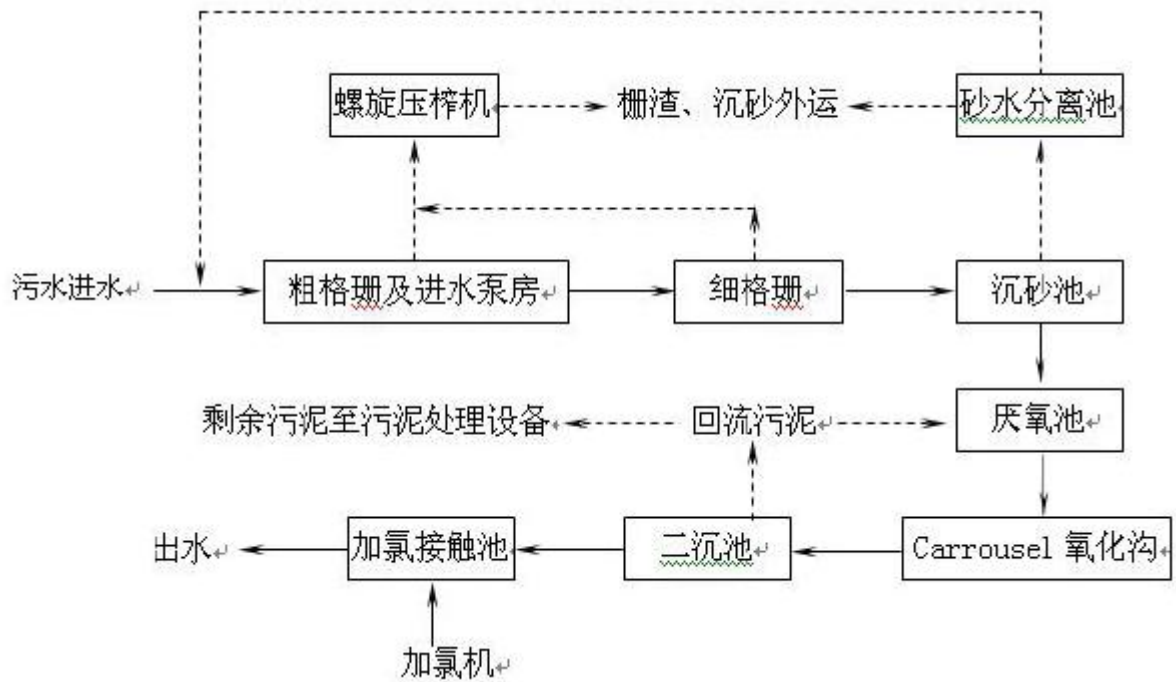 螺旋压榨机
栅渣、沉砂外运
砂水分离池
污水进水
粗格珊及进水泵房
细格珊
沉砂池
剩余污泥至污泥处理设备
回流污泥
厌氧池
出水
加氯接触池
二沉池
Carrousel 氧化沟
加氯机